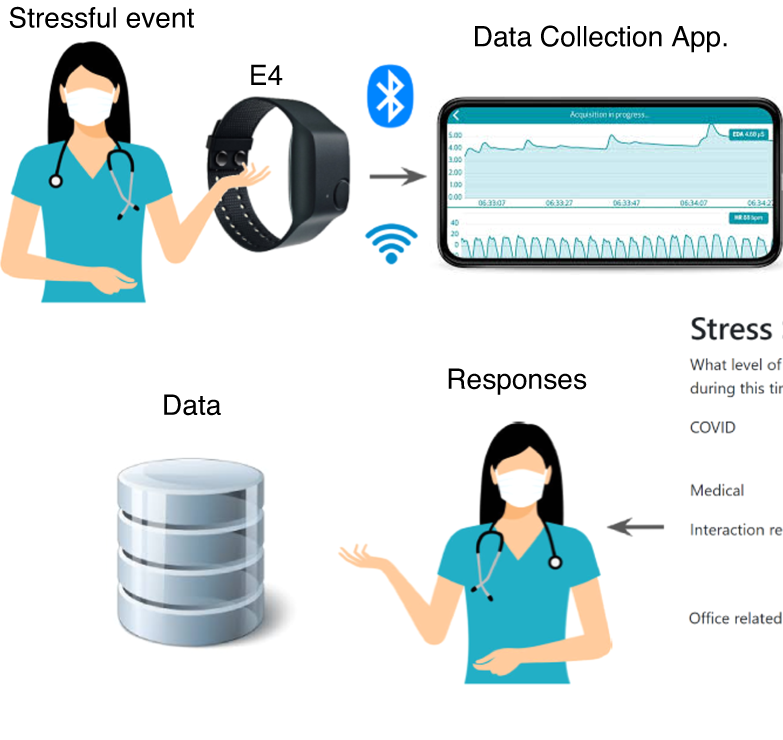 Stressful event
E4
Data Collection App.
Acquisition in progress...
5.00
EDA 4.58 µS
4.00
3.00
2.00
1.00
0.00
06:33:07 06:33:27 06:33:47 06:34:07 06:34:2
40
20
0
Stress
What level of
during this tir
Responses
Data
COVID
Medical
Interaction re
Office related